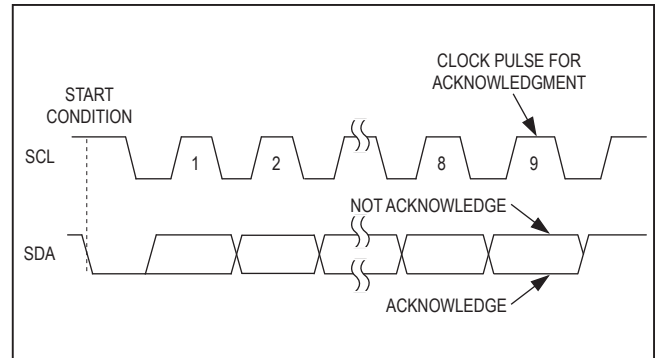 CLOCK PULSE FOR
ACKNOWLEDGMENT
START
CONDITION
SCL
1 2 8 9
NOT ACKNOWLEDGE
SDA
ACKNOWLEDGE